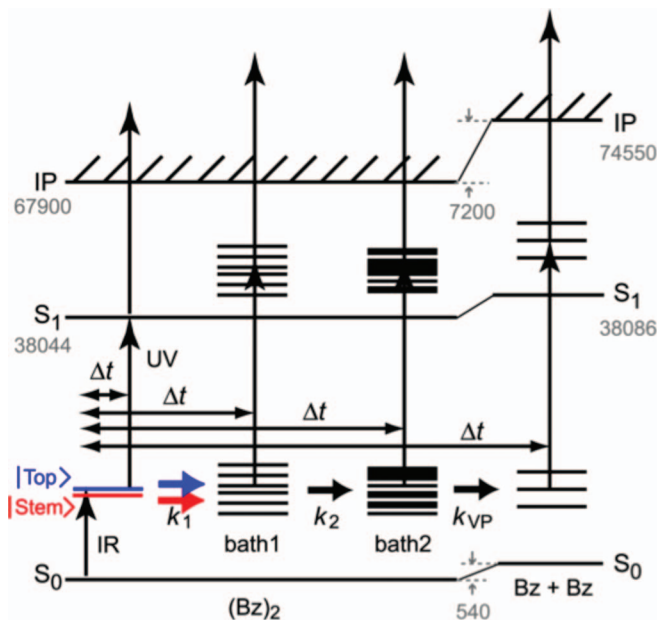 IP
74550
IP
67900
7200
S1
38086
S1
38044
UV
Δt
Δt
Δt
Δt
|Top>
|Stem>
k1
k2
kVP
IR
bath1
bath2
S0
S0
(Bz)2
540
Bz + Bz